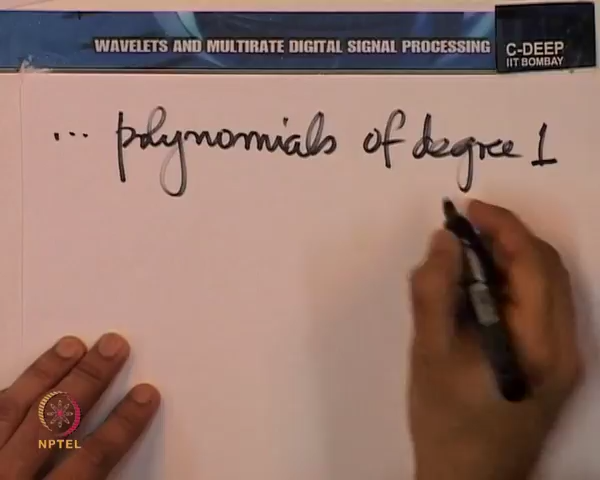 WAVELETS AND MULTIRATE DIGITAL SIGNAL PROCESSING
C-DEEP
IIT BOMBAY
... polynomials of degree 1
NPTEL